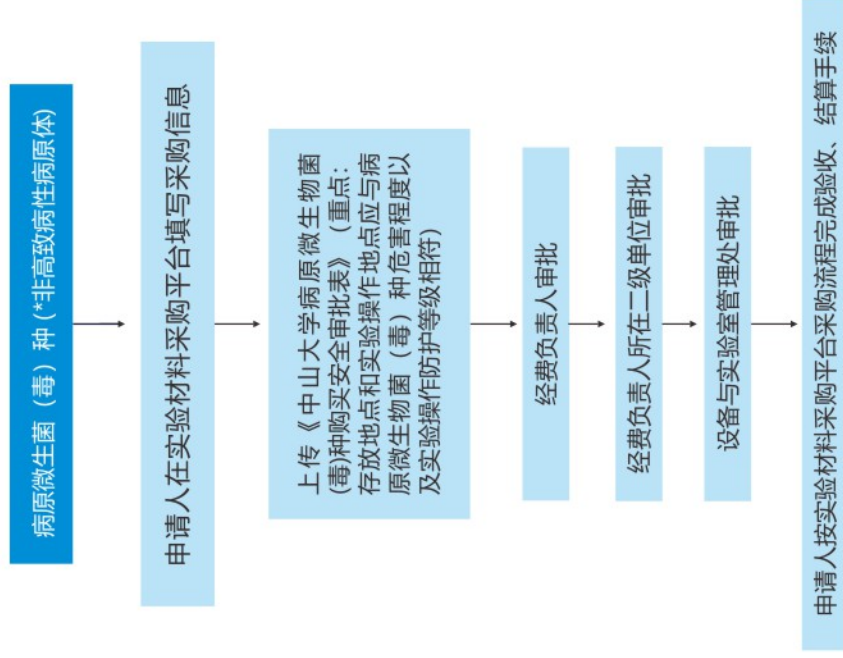 病原微生菌（毒）种 (*非高致病性病原体)
申请人在实验材料采购平台填写采购信息
上传《中山大学病原微生物菌
(毒)种购买安全审批表》（重点：
存放地点和实验操作地点应与病
原微生物菌（毒）种危害程度以
及实验操作防护等级相符）
经费负责人审批
经费负责人所在二级单位审批
设备与实验室管理处审批
申请人按实验材料采购平台采购流程完成验收、结算手续